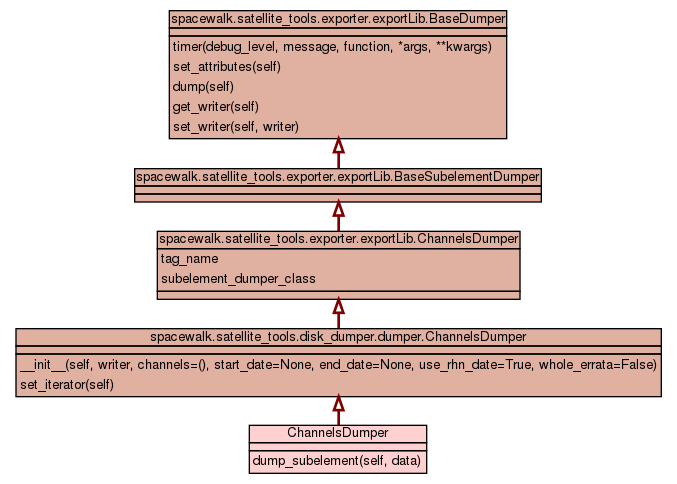 spacewalk.satellite_tools.exporter.exportLib.BaseDumper
timer(debug_level, message, function, *args, **kwargs)
set_attributes(self)
dump(self)
get_writer(self)
set_writer(self, writer)
spacewalk.satellite_tools.exporter.exportLib.BaseSubelementDumper
spacewalk.satellite_tools.exporter.exportLib.ChannelsDumper
tag_name
subelement_dumper_class
spacewalk.satellite_tools.disk_dumper.dumper.ChannelsDumper
__init__(self, writer, channels=(), start_date=None, end_date=None, use_rhn_date=True, whole_errata=False)
set_iterator(self)
ChannelsDumper
dump_subelement(self, data)